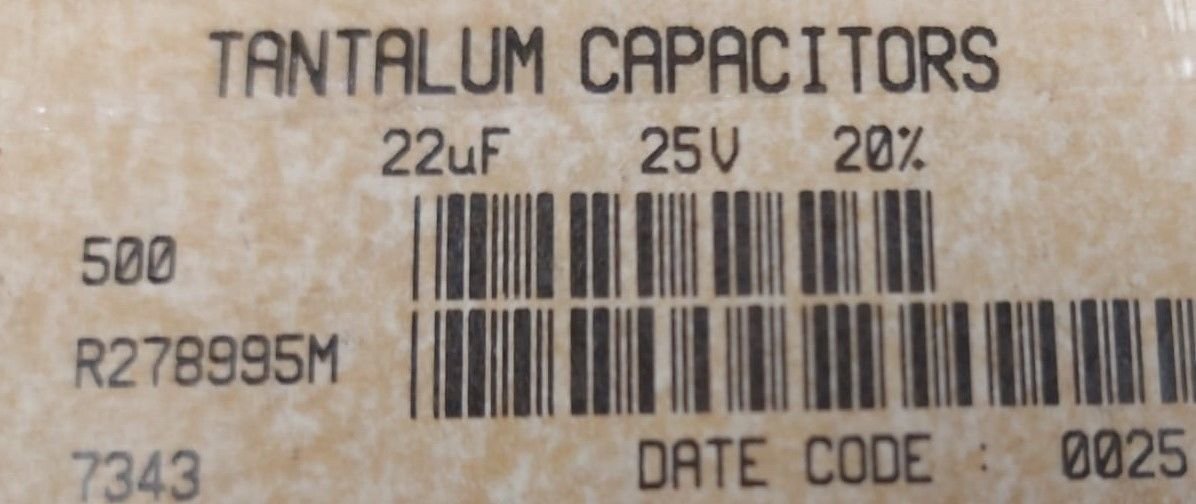 TANTALUM CAPACITORS
22uF 25V 20%
500
R278995M
7343
DATE CODE : 0025